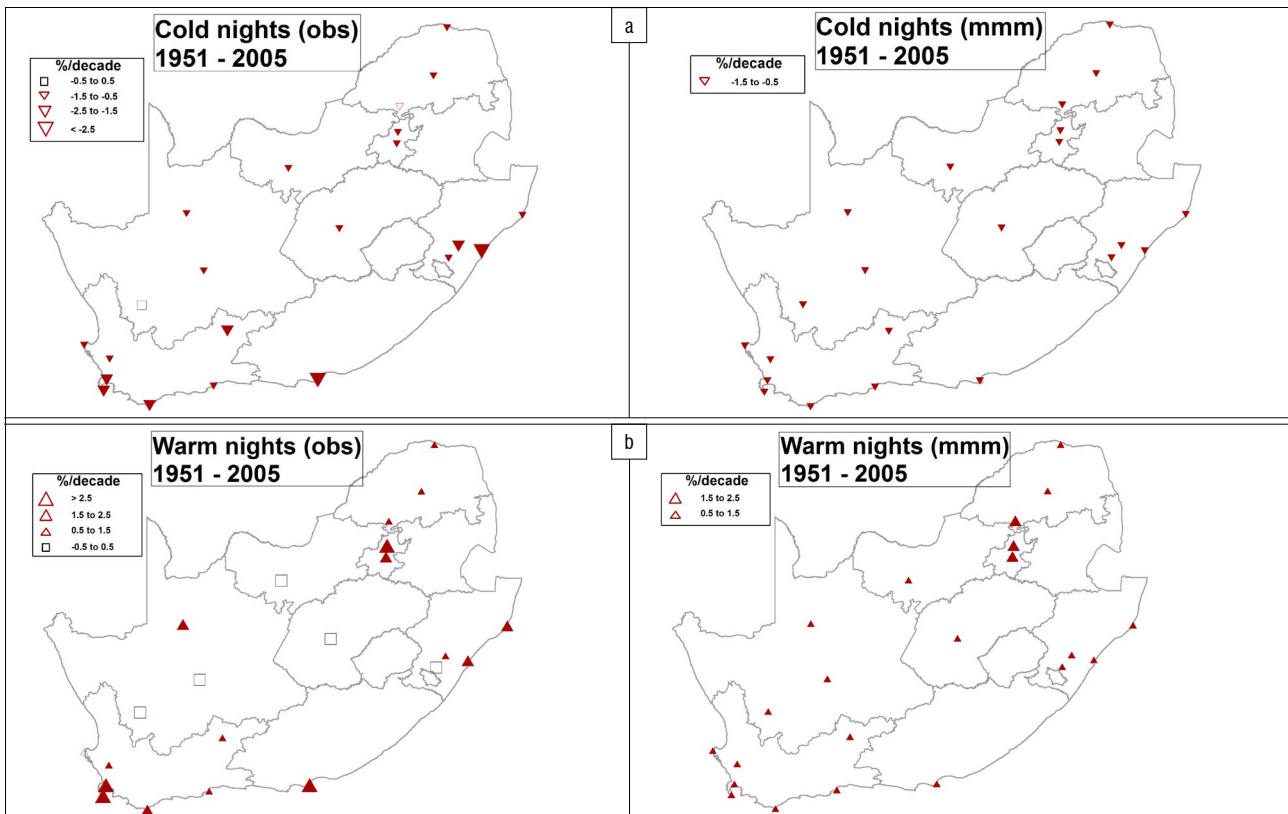 a
Cold nights (obs)
1951 - 2005
%/decade
-0.5 to 0.5
-1.5 to -0.5
-2.5 to -1.5
< -2.5
Cold nights (mmm)
1951 - 2005
%/decade
-1.5 to -0.5
b
Warm nights (obs)
1951 - 2005
%/decade
> 2.5
1.5 to 2.5
0.5 to 1.5
-0.5 to 0.5
Warm nights (mmm)
1951 - 2005
%/decade
1.5 to 2.5
0.5 to 1.5